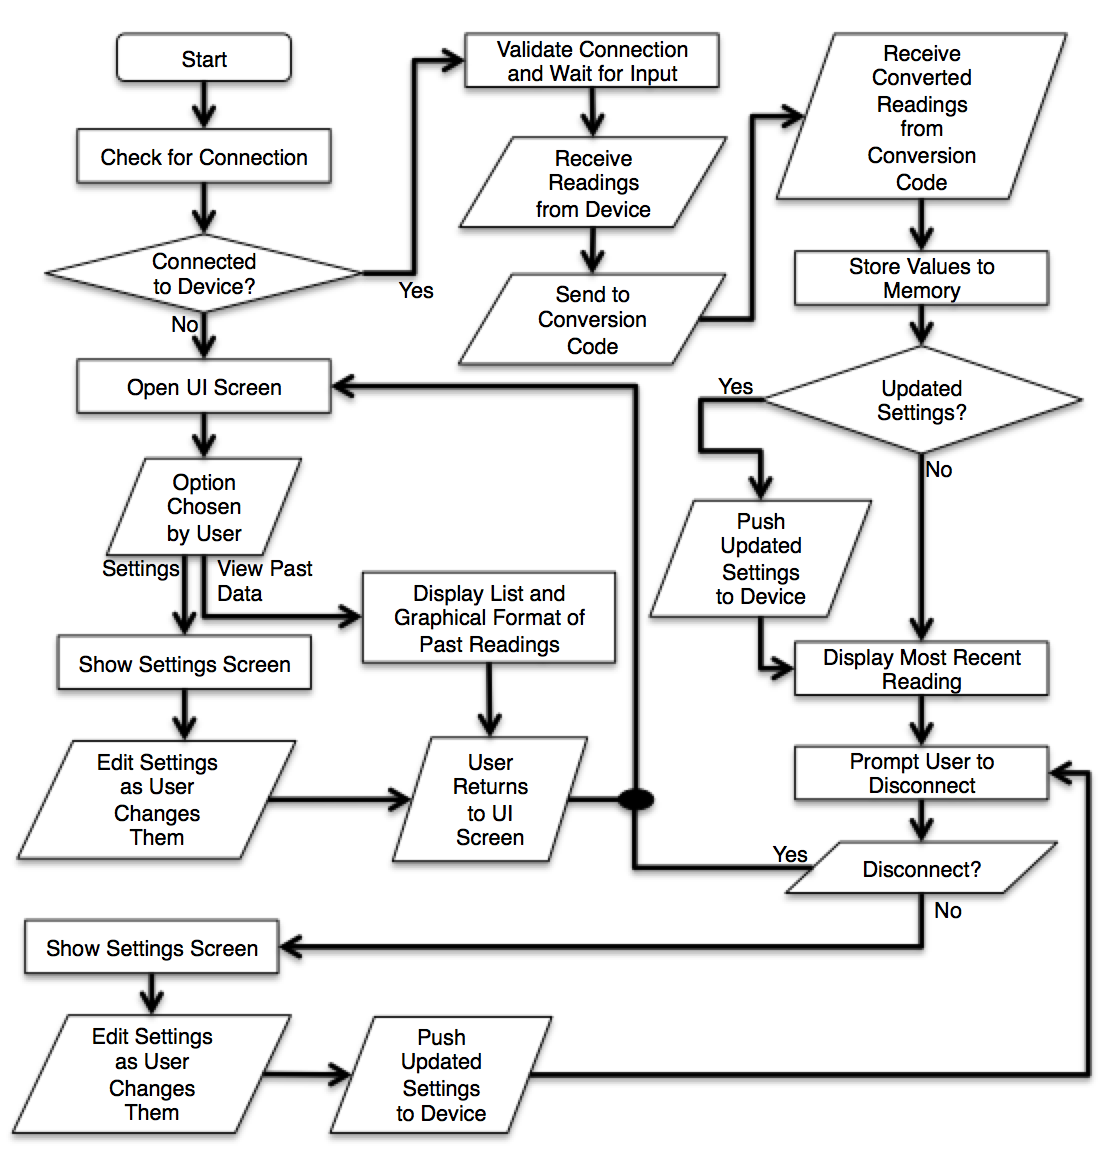 Start
Check for Connection
Connected
to Device?
Yes
No
Open UI Screen
Option
Chosen
by User
Settings
View Past
Data
Show Settings Screen
Edit Settings
as User
Changes
Them
Display List and
Graphical Format of
Past Readings
User
Returns
to UI
Screen
Validate Connection
and Wait for Input
Receive
Readings
from Device
Send to
Conversion
Code
Receive
Converted
Readings
from
Conversion
Code
Store Values to
Memory
Updated
Settings?
Yes
No
Push
Updated
Settings
to Device
Display Most Recent
Reading
Prompt User to
Disconnect
Disconnect?
Yes
No
Show Settings Screen
Edit Settings
as User
Changes
Them
Push
Updated
Settings
to Device